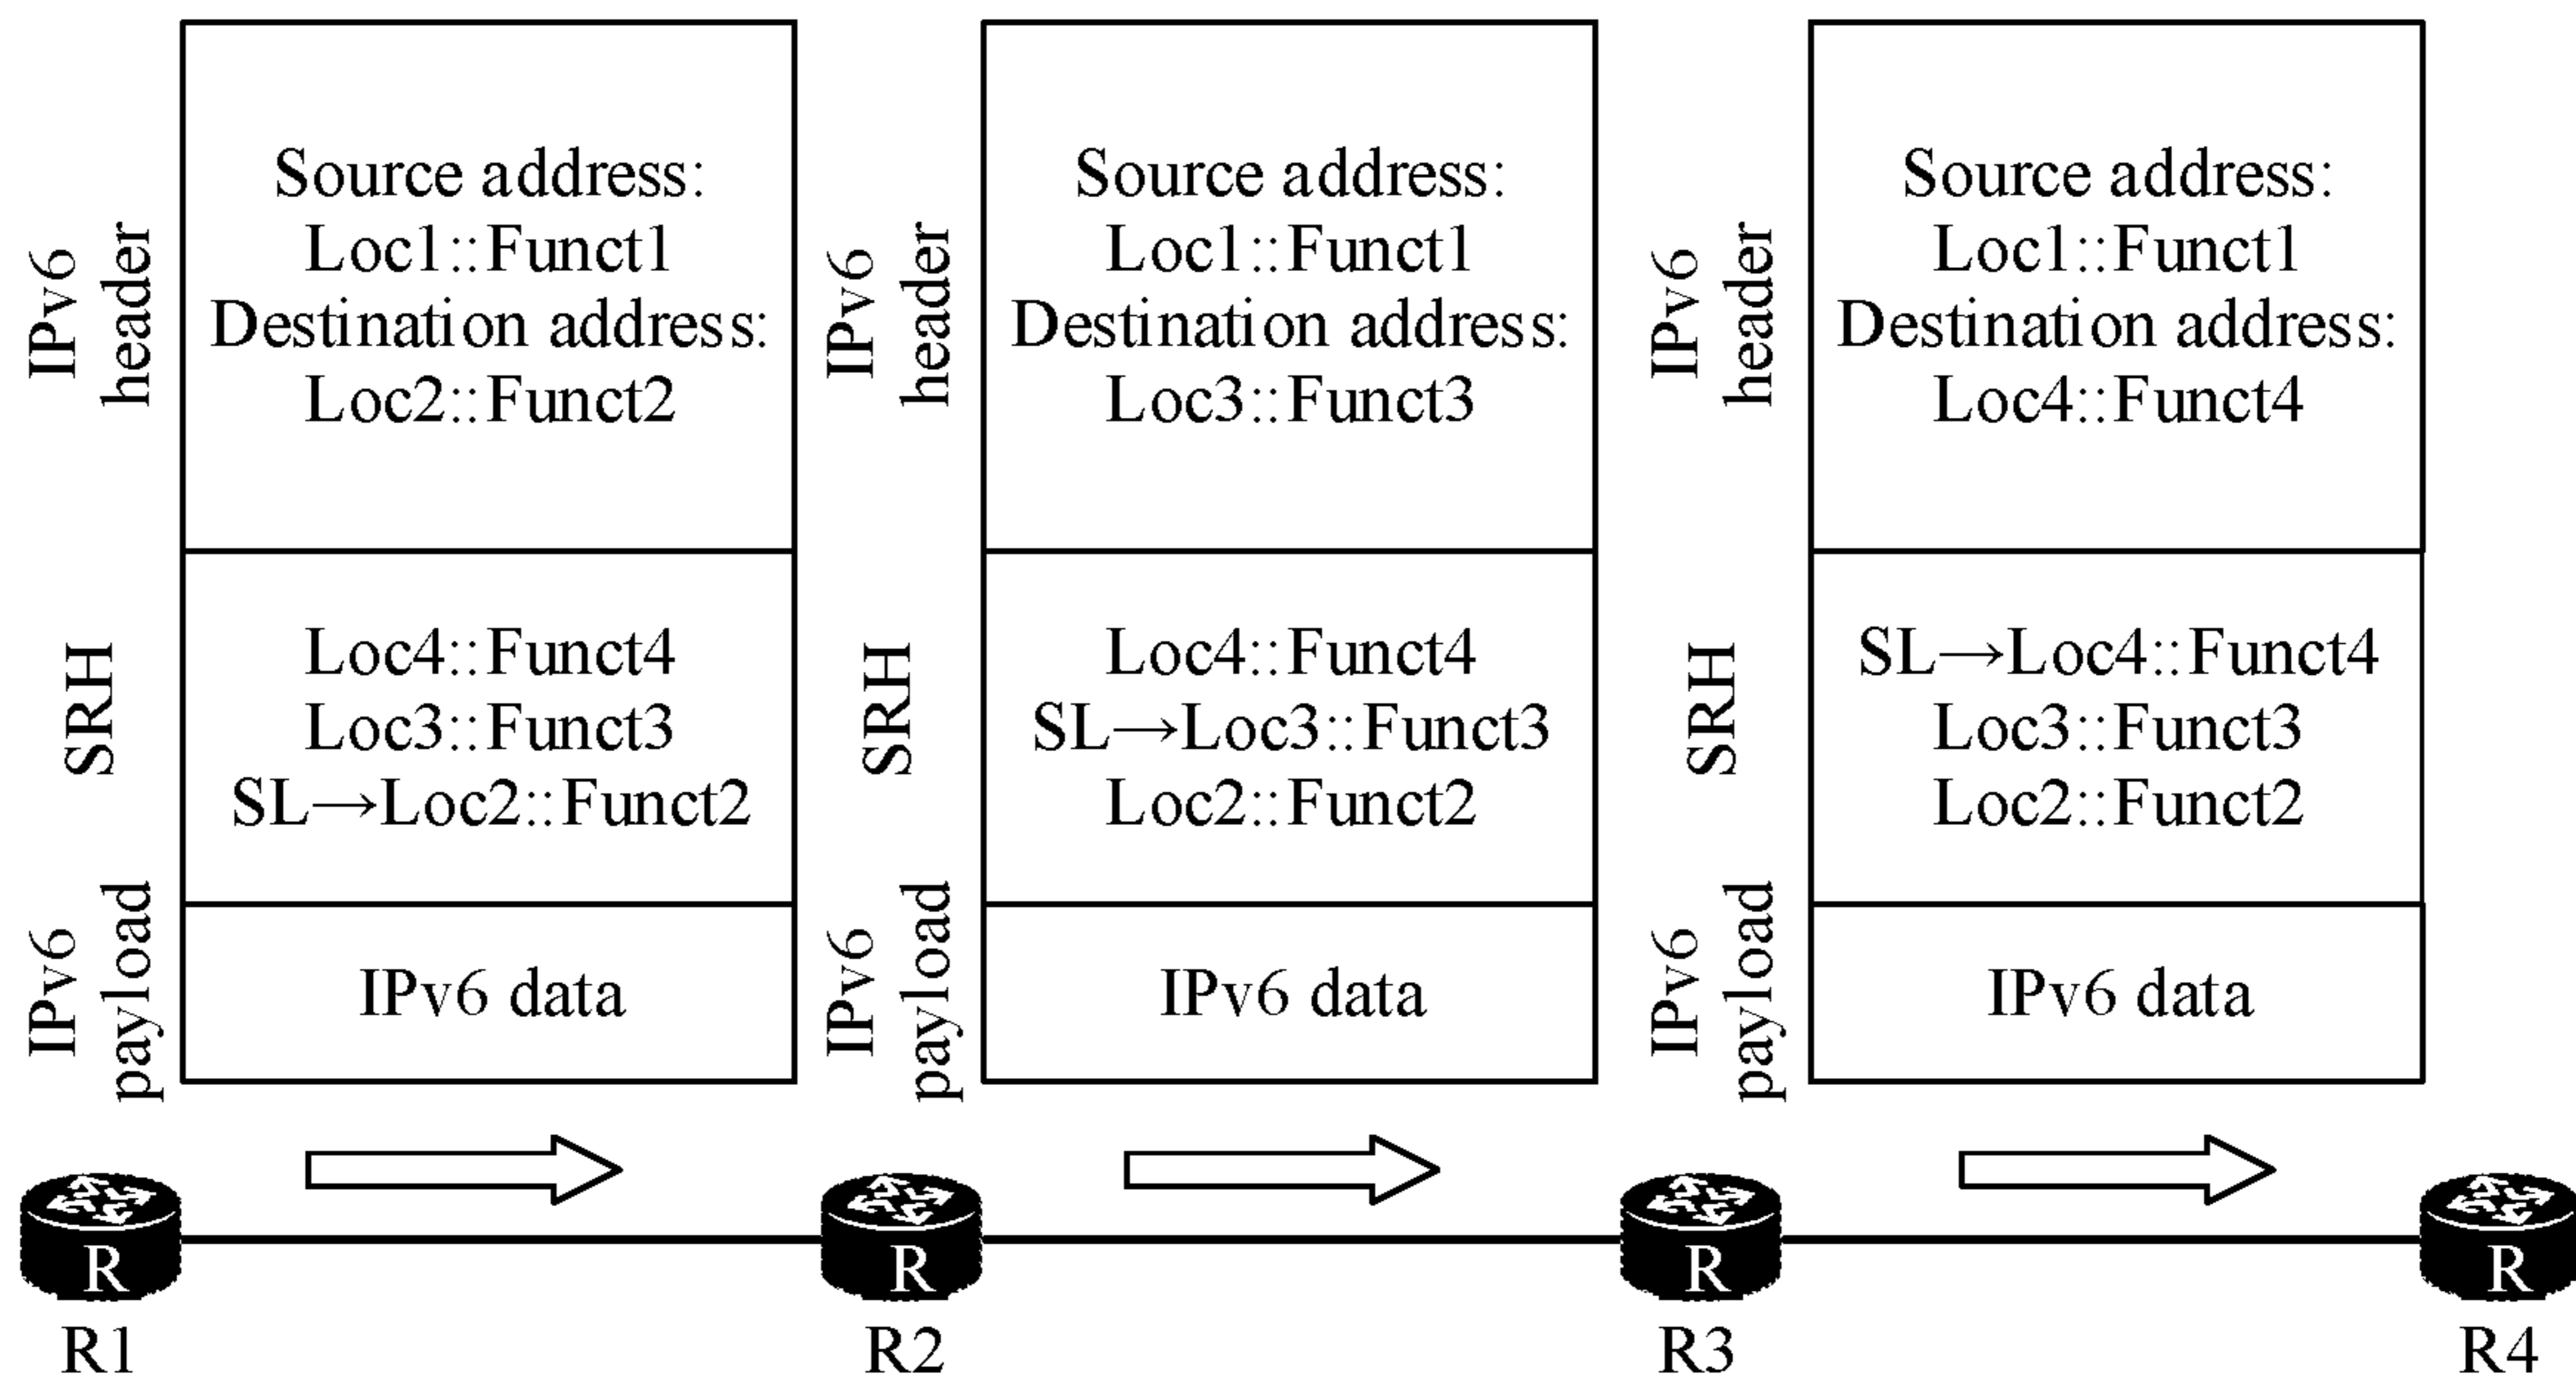 IPv6
header
Source address:
Loc1::Funct1
Destination address:
Loc2::Funct2
SRH
Loc4::Funct4
Loc3::Funct3
SL→Loc2::Funct2
IPv6
payload
IPv6 data
IPv6
header
Source address:
Loc1::Funct1
Destination address:
Loc3::Funct3
SRH
Loc4::Funct4
SL→Loc3::Funct3
Loc2::Funct2
IPv6
payload
IPv6 data
IPv6
header
Source address:
Loc1::Funct1
Destination address:
Loc4::Funct4
SRH
SL→Loc4::Funct4
Loc3::Funct3
Loc2::Funct2
IPv6
payload
IPv6 data
R
R1
R
R2
R
R3
R
R4